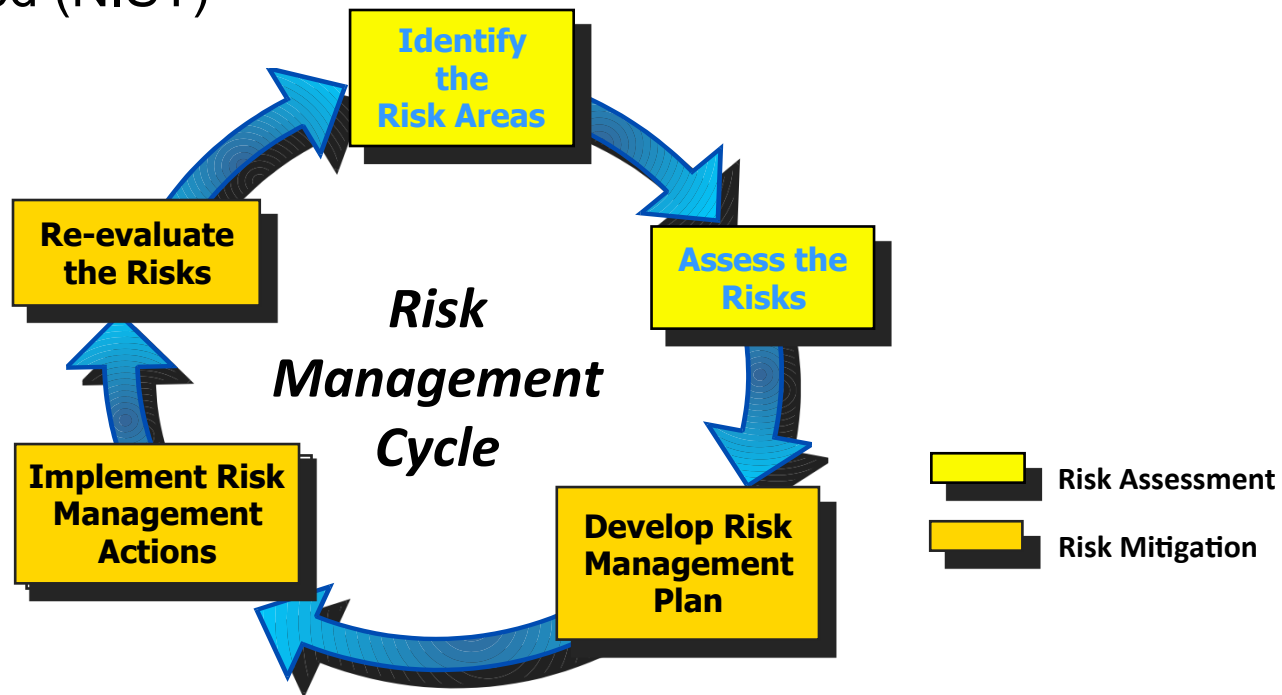 (NIST)
Identify
the
Risk Areas
Assess the
Risks
Develop Risk
Management
Plan
Implement Risk
Management
Actions
Re-evaluate
the Risks
Risk
Management
Cycle
Risk Assessment
Risk Mitigation